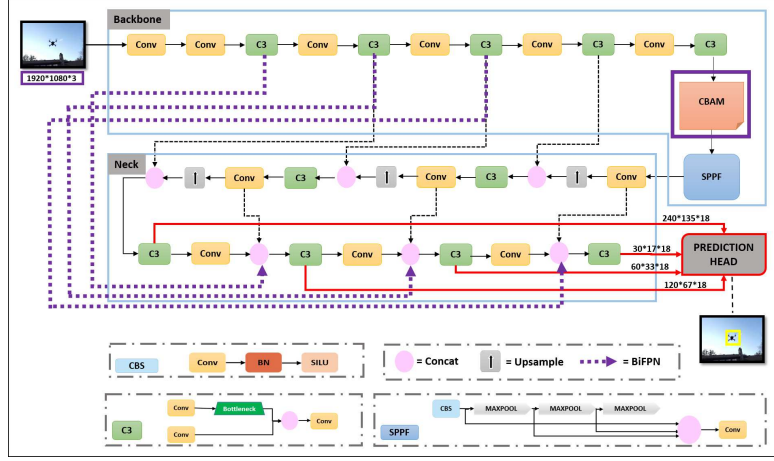 Backbone
Conv Conv C3 Conv C3 Conv C3 Conv C3 Conv C3
1920*1080*3
CBAM
SPPF
Neck
Conv C3 Conv C3 Conv
240*135*18
C3 Conv C3 Conv C3 Conv C3
30*17*18
60*33*18
120*67*18
PREDICTION
HEAD
CBS Conv BN SILU
= Concat = Upsample = BiFPN
C3 Conv Bottleneck Conv Conv
SPPF CBS MAXPOOL MAXPOOL MAXPOOL Conv